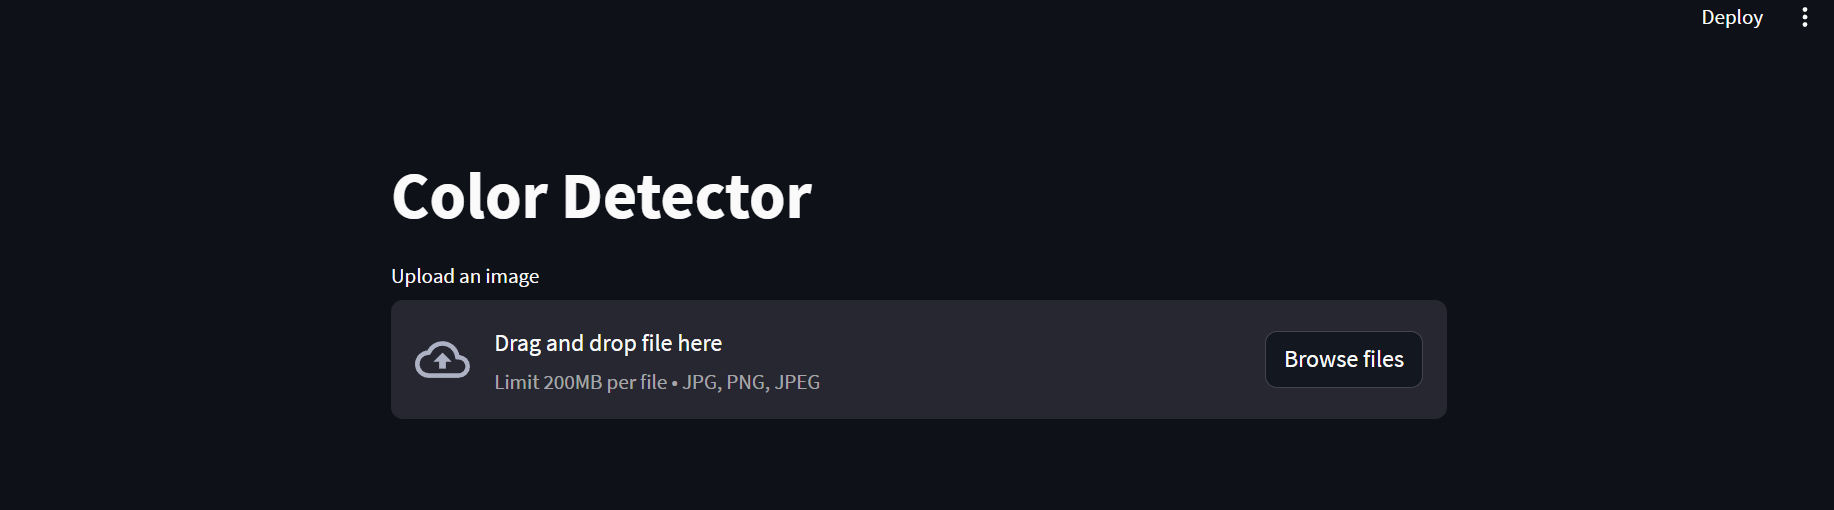 Deploy
Color Detector
Upload an image
Drag and drop file here
Limit 200MB per file • JPG, PNG, JPEG
Browse files